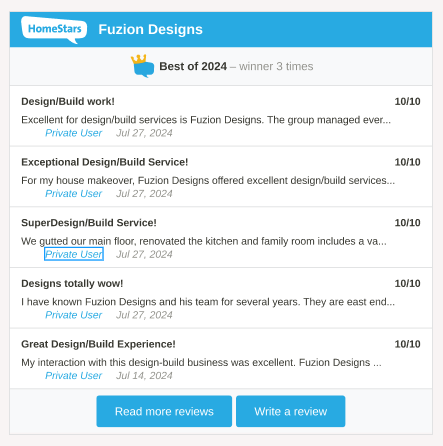 HomeStars Fuzion Designs
Best of 2024 – winner 3 times
Design/Build work! 10/10
Excellent for design/build services is Fuzion Designs. The group managed ever...
Private User Jul 27, 2024
Exceptional Design/Build Service! 10/10
For my house makeover, Fuzion Designs offered excellent design/build services...
Private User Jul 27, 2024
SuperDesign/Build Service! 10/10
We gutted our main floor, renovated the kitchen and family room includes a va...
Private User Jul 27, 2024
Designs totally wow! 10/10
I have known Fuzion Designs and his team for several years. They are east end...
Private User Jul 27, 2024
Great Design/Build Experience! 10/10
My interaction with this design-build business was excellent. Fuzion Designs ...
Private User Jul 14, 2024
Read more reviews Write a review